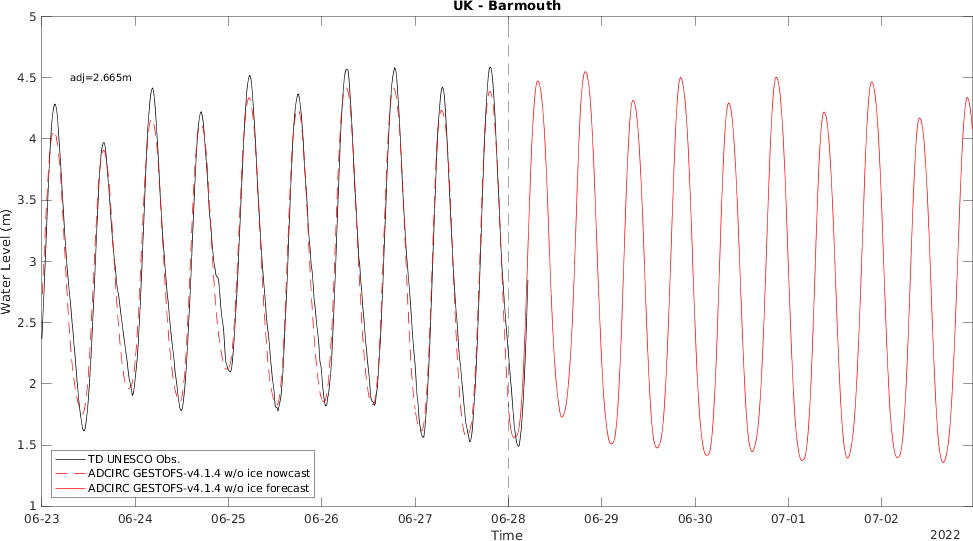 UK - Barmouth
5
4.5
4
3.5
3
2.5
2
1.5
1
Water Level (m)
adj=2.665m
TD UNESCO Obs.
ADCIRC GESTOFS-v4.1.4 w/o ice nowcast
ADCIRC GESTOFS-v4.1.4 w/o ice forecast
06-23 06-24 06-25 06-26 06-27 06-28 06-29 06-30 07-01 07-02
Time
2022